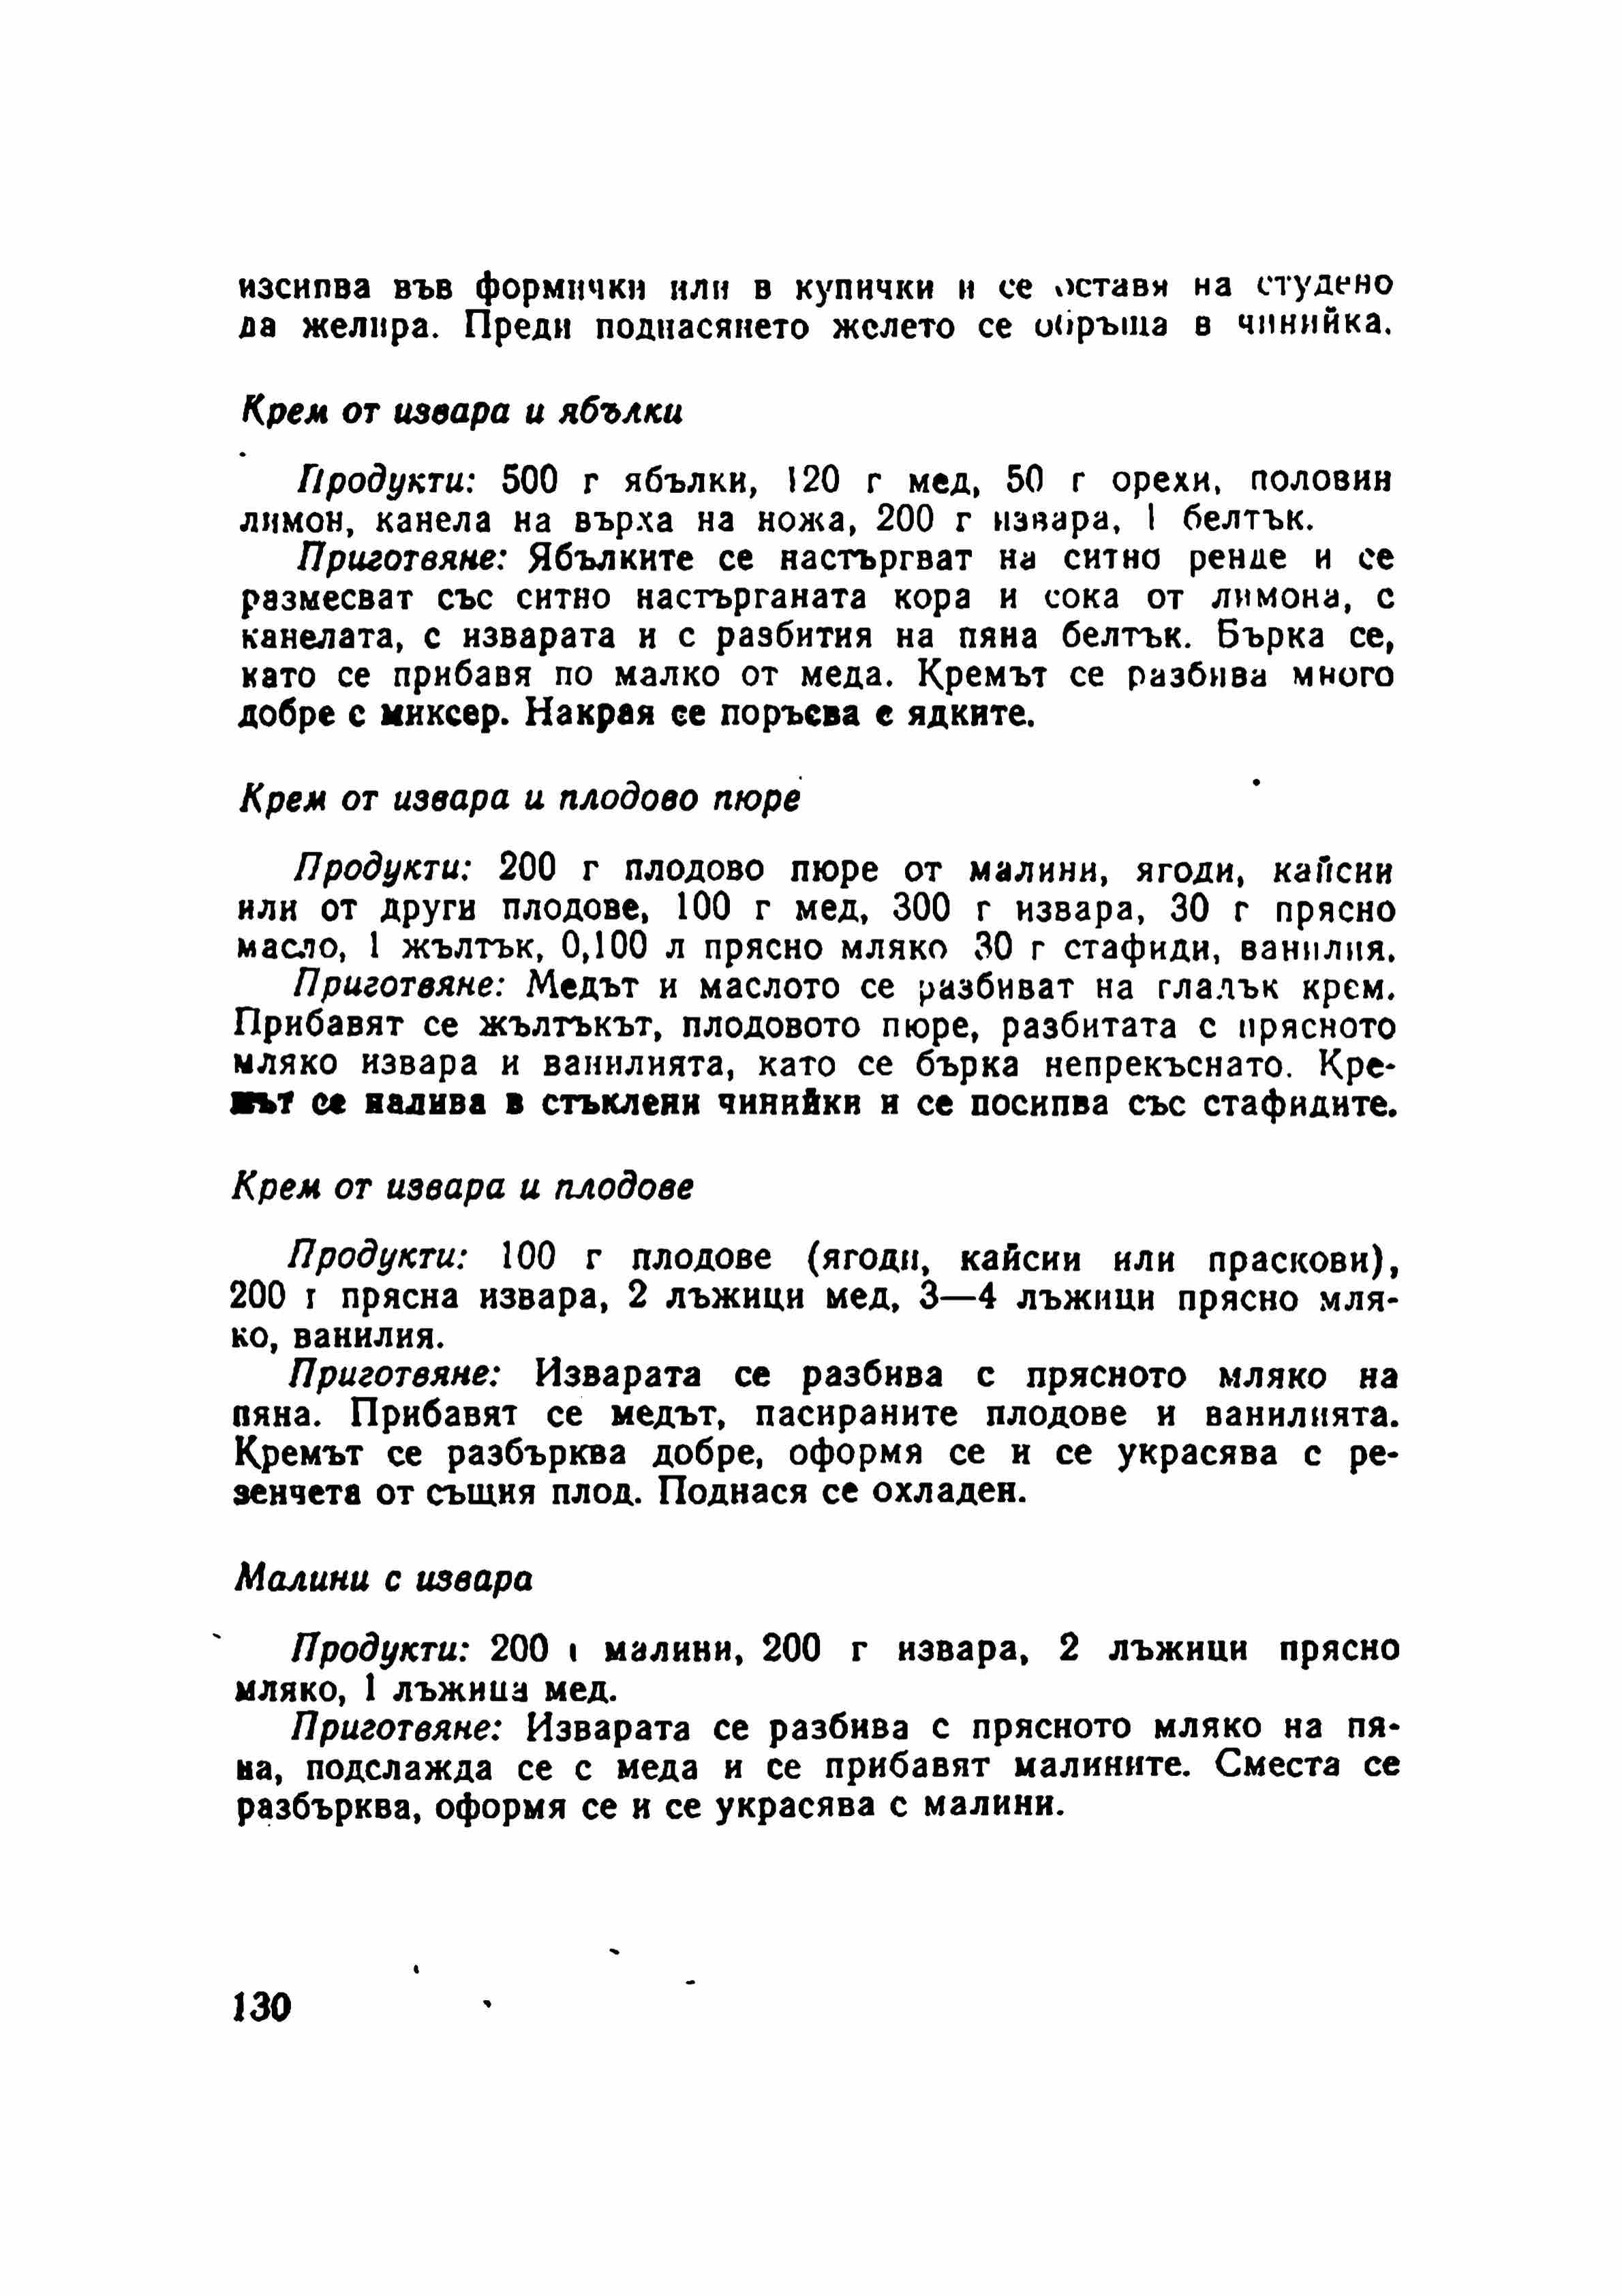 изсипва във формички или в купички и се оставя на студено
да желира. Преди поднасянето желето се обръща в чинийка.
Крем от извара и ябълки
Продукти: 500 г ябълки, 120 г мед, 50 г орехи, половин
лимон, канела на върха на ножа, 200 г извара, 1 белтък.
Приготвяне: Ябълките се настъргват на ситно ренде и се
размесват със ситно настърганата кора и сока от лимона, с
канелата, с изварата и с разбития на пяна белтък. Бърка се,
като се прибавя по малко от меда. Кремът се разбива много
добре с миксер. Накрая се поръсва с ядките.
Крем от извара и плодово пюре
Продукти: 200 г плодово пюре от малини, ягоди, кайсии
или от други плодове, 100 г мед, 300 г извара, 30 г прясно
масло, 1 жълтък, 0,100 л прясно мляко 30 г стафиди, ванилия.
Приготвяне: Медът и маслото се разбиват на гладък крем.
Прибавят се жълтъкът, плодовото пюре, разбитата с прясното
мляко извара и ванилията, като се бърка непрекъснато. Кре-
мът се налива в стъклени чинийки и се посипва със стафидите.
Крем от извара и плодове
Продукти: 100 г плодове (ягоди, кайсии или праскови),
200 г прясна извара, 2 лъжици мед, 3—4 лъжици прясно мля-
ко, ванилия.
Приготвяне: Изварата се разбива с прясното мляко на
пяна. Прибавят се медът, пасираните плодове и ванилията.
Кремът се разбърква добре, оформя се и се украсява с ре-
зенчета от същия плод. Поднася се охладен.
Малини с извара
Продукти: 200 г малини, 200 г извара, 2 лъжици прясно
мляко, 1 лъжица мед.
Приготвяне: Изварата се разбива с прясното мляко на пя-
на, подслажда се с меда и се прибавят малините. Сместа се
разбърква, оформя се и се украсява с малини.
130